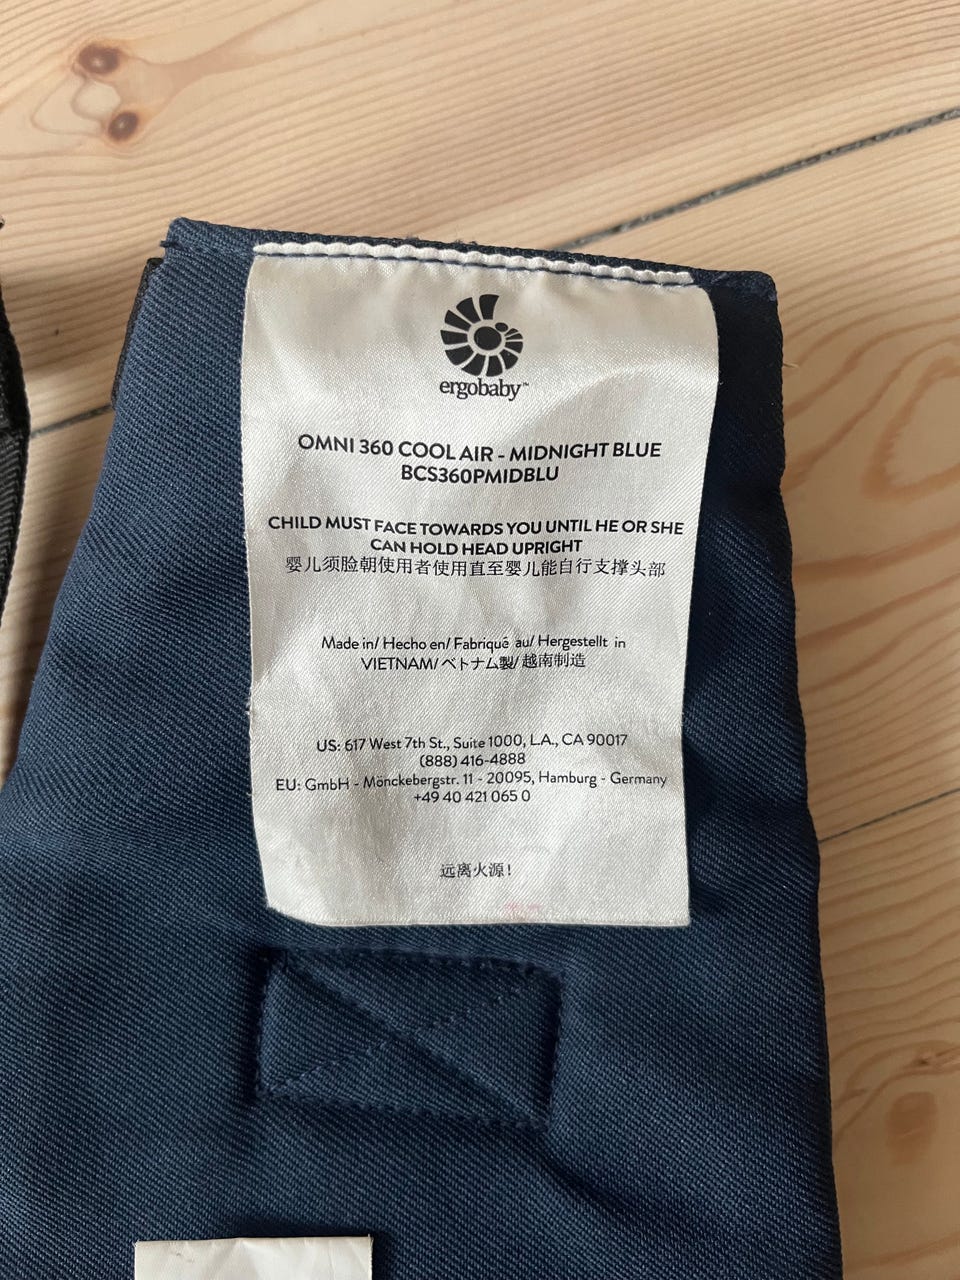 ergobaby™
OMNI 360 COOL AIR - MIDNIGHT BLUE
BCS360PMIDBLU
CHILD MUST FACE TOWARDS YOU UNTIL HE OR SHE
CAN HOLD HEAD UPRIGHT
婴儿须脸朝使用者使用直至婴儿能自行支撑头部
Made in/ Hecho en/ Fabriqué au/ Hergestellt in
VIETNAM/ベトナム製/越南制造
US: 617 West 7th St., Suite 1000, L.A., CA 90017
(888) 416-4888
EU: GmbH - Mönckebergstr. 11 - 20095, Hamburg - Germany
+49 40 421 065 0
远离火源!